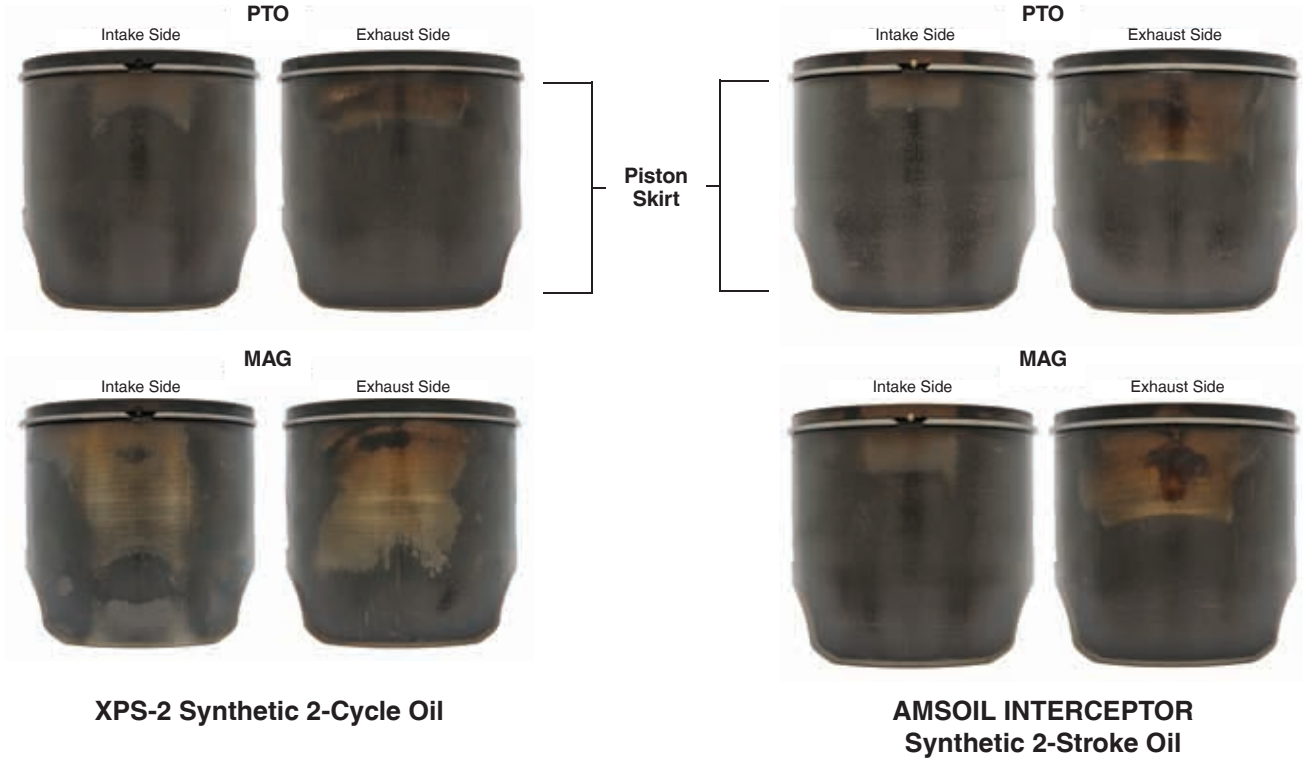 PTO
Intake Side
Exhaust Side
PTO
Intake Side
Exhaust Side
Piston
Skirt
MAG
Intake Side
Exhaust Side
MAG
Intake Side
Exhaust Side
XPS-2 Synthetic 2-Cycle Oil
AMSOIL INTERCEPTOR
Synthetic 2-Stroke Oil